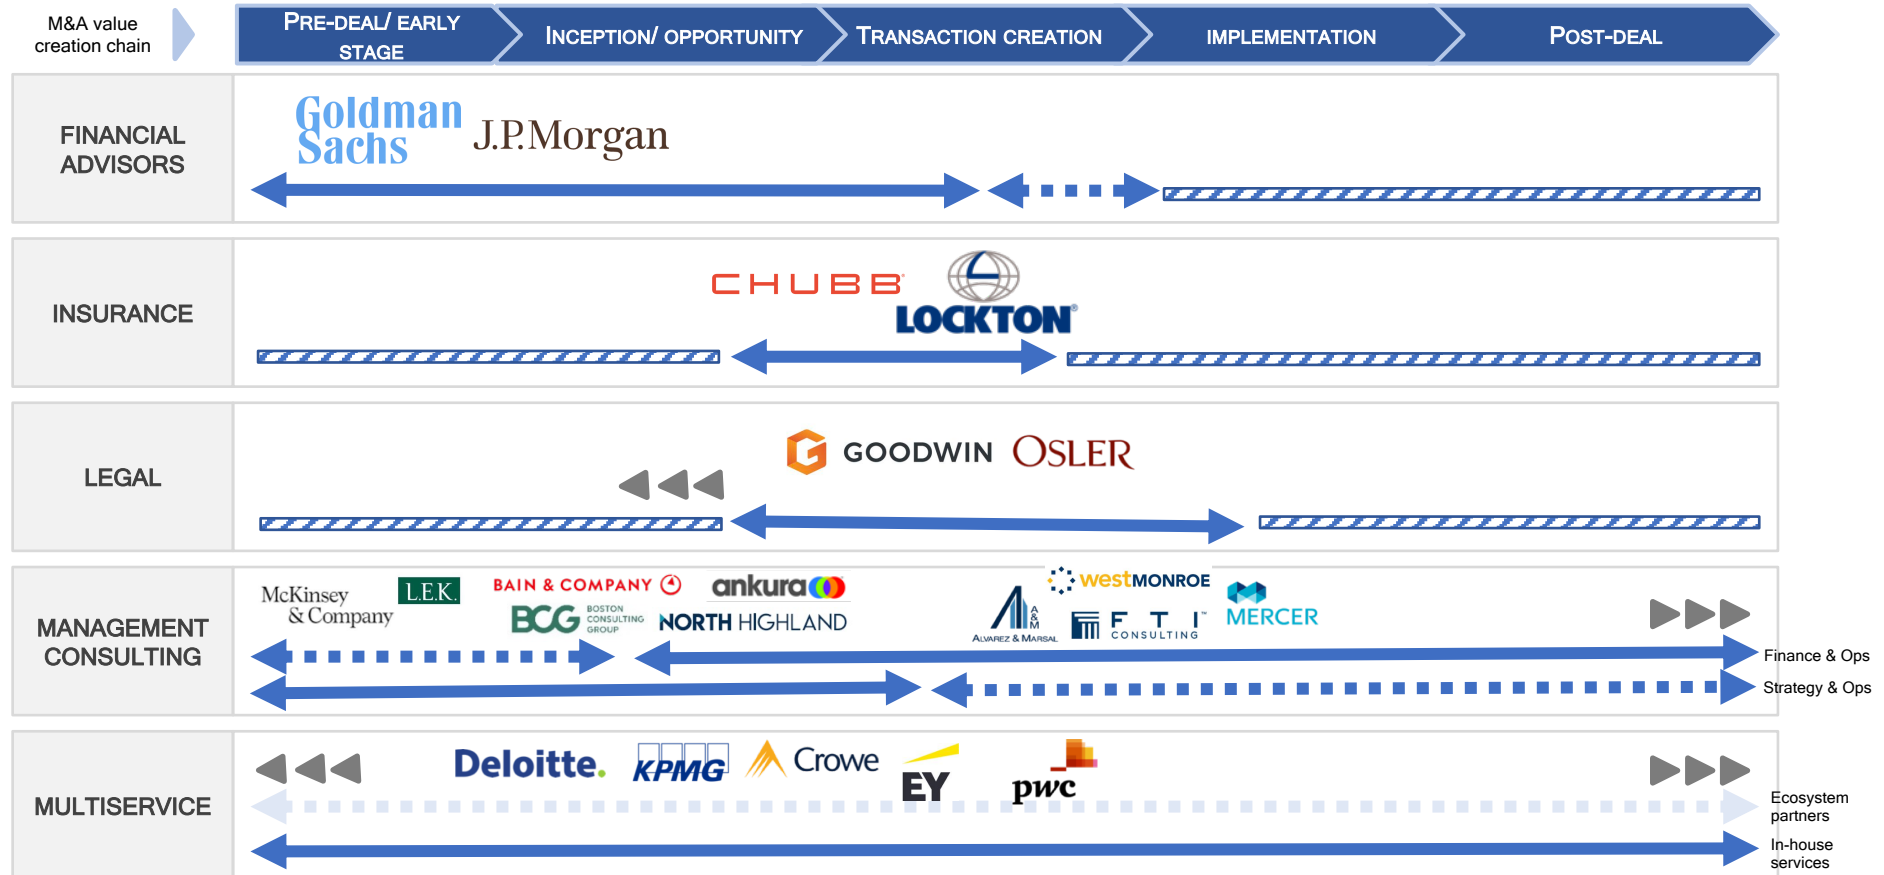 M&A value
creation chain
PRE-DEAL/ EARLY
STAGE
INCEPTION/ OPPORTUNITY
TRANSACTION CREATION
IMPLEMENTATION
POST-DEAL
FINANCIAL
ADVISORS
Goldman
Sachs
J.P.Morgan
INSURANCE
CHUBB
LOCKTON®
LEGAL
G GOODWIN
OSLER
MANAGEMENT
CONSULTING
McKinsey
& Company
L.E.K.
BAIN & COMPANY
BCG
BOSTON
CONSULTING
GROUP
ankura
NORTH HIGHLAND
A&M
ALVAREZ & MARSAL
westMONROE
FTI™
CONSULTING
MERCER
Finance & Ops
Strategy & Ops
MULTISERVICE
Deloitte.
KPMG
Crowe
EY
pwc
Ecosystem
partners
In-house
services